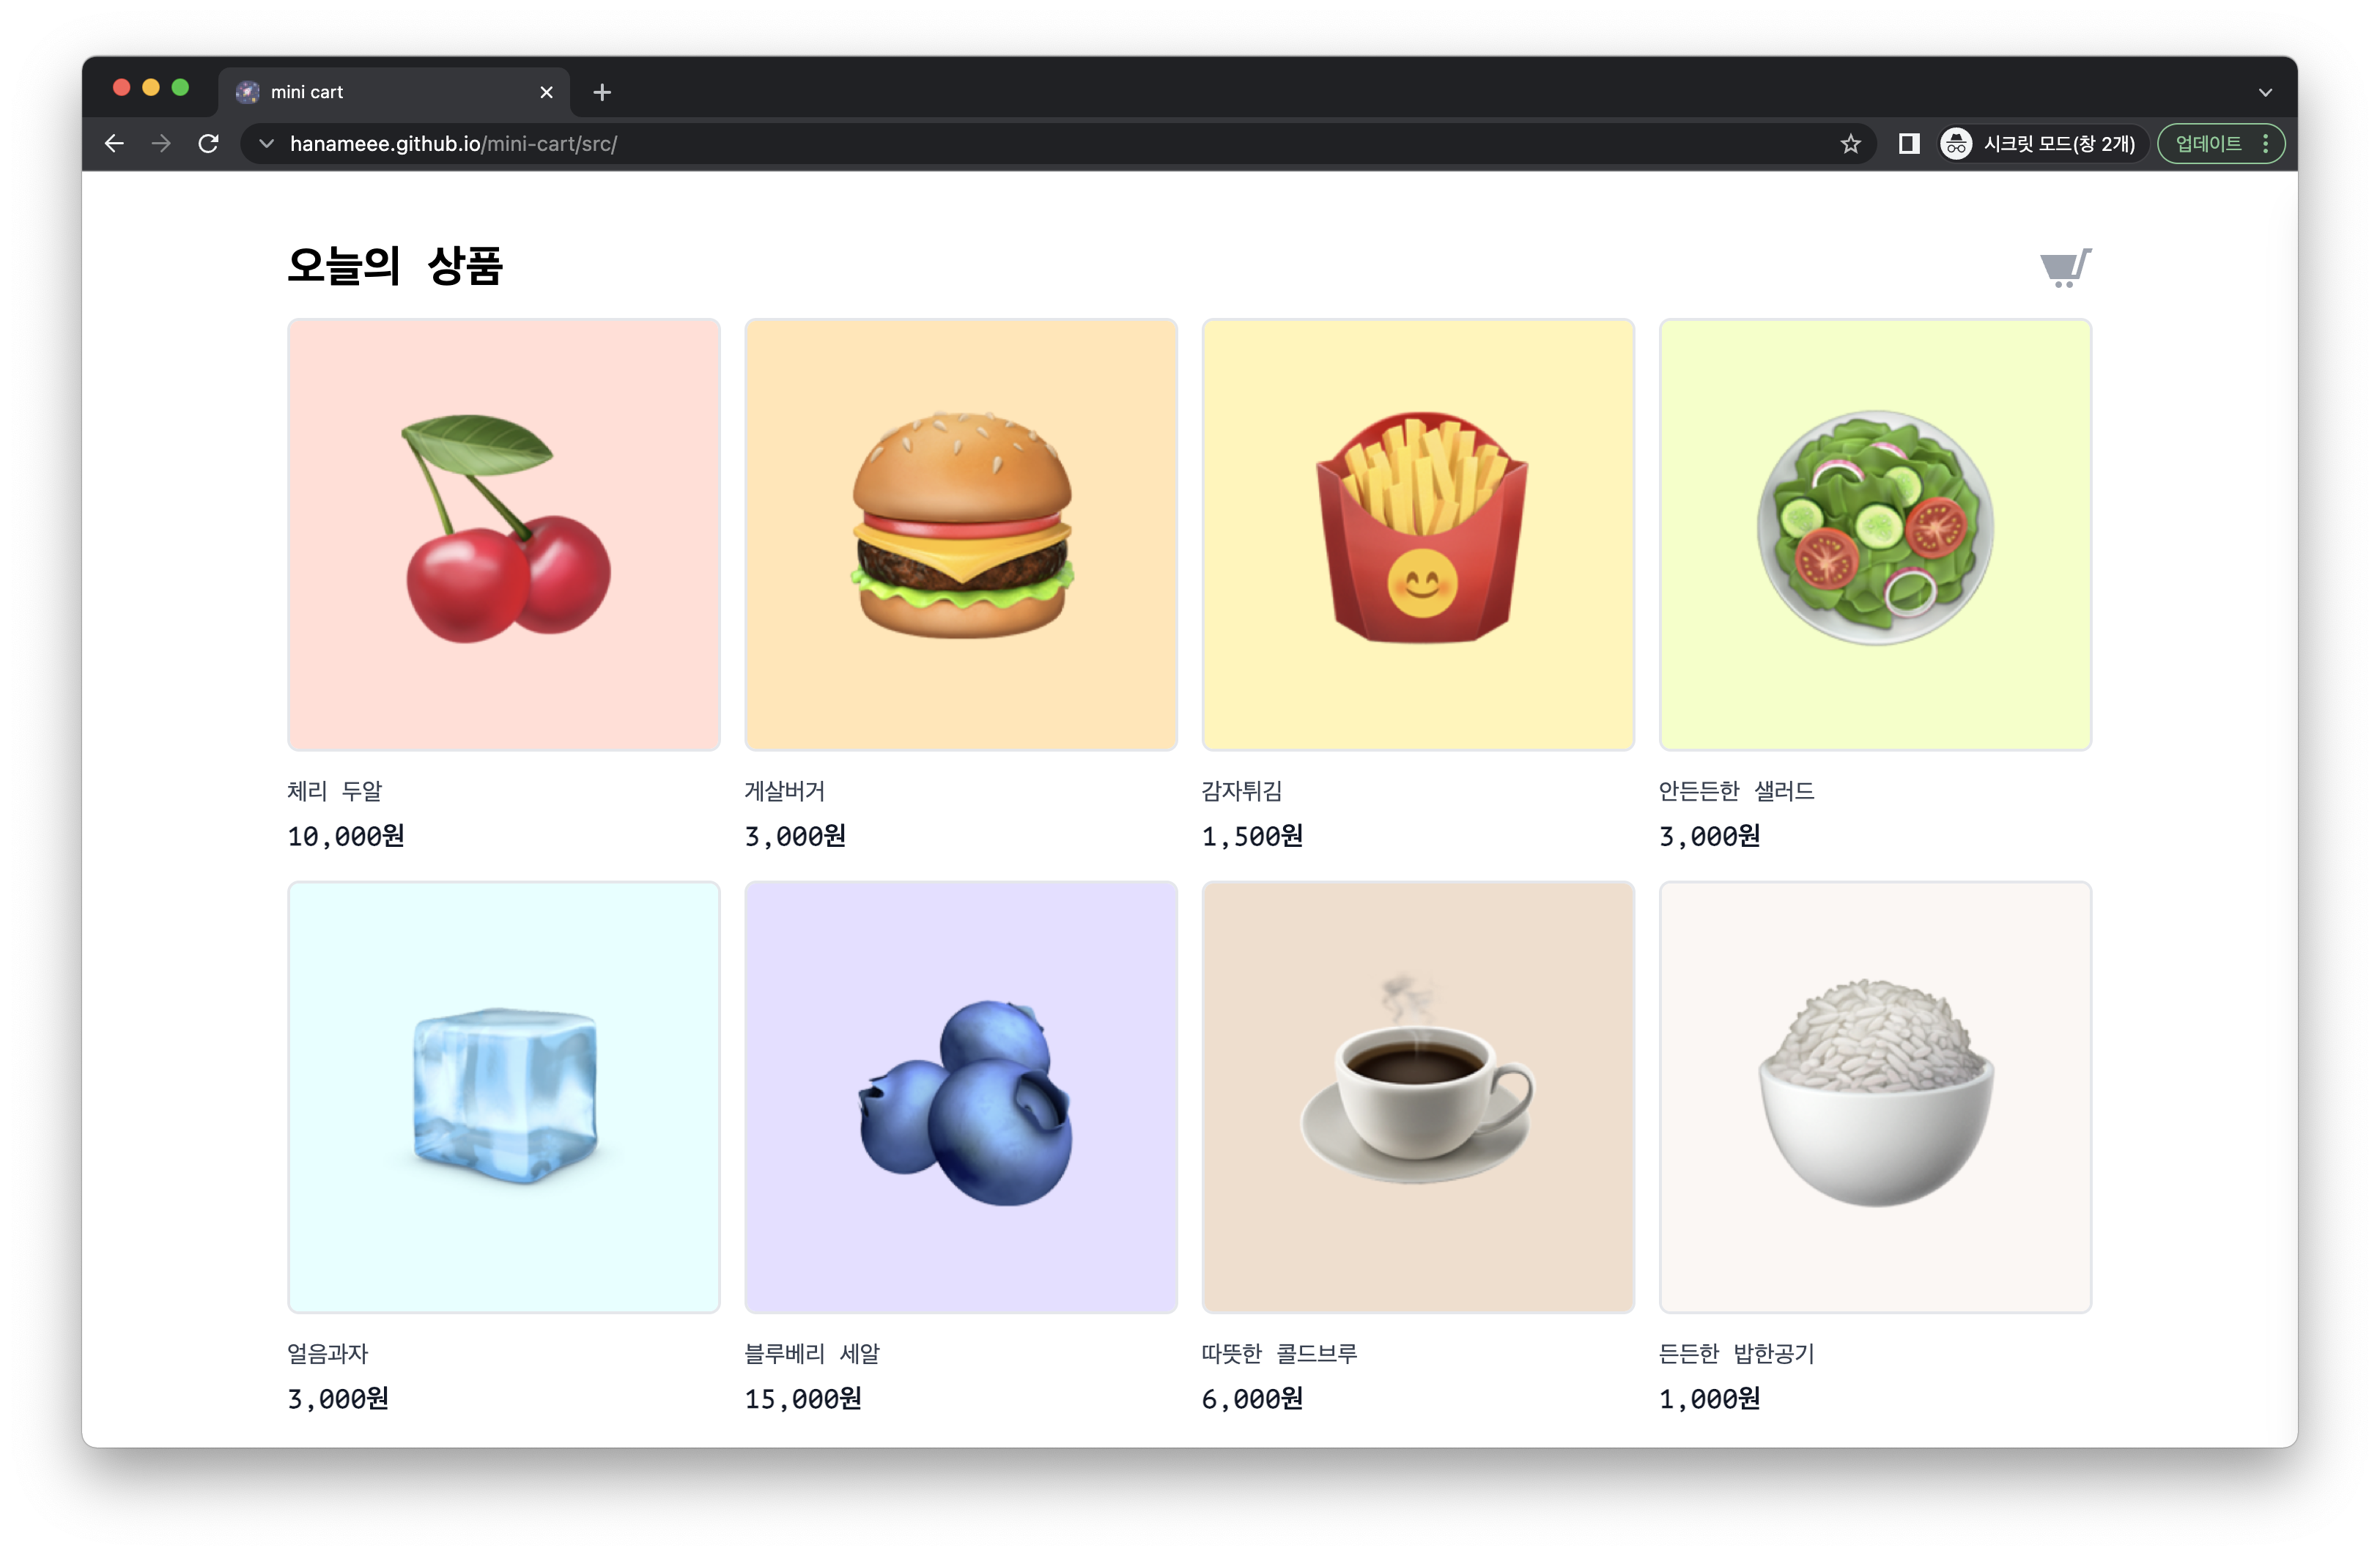 mini cart
hanameee.github.io/mini-cart/src/
시크릿 모드(창 2개)
업데이트
오늘의 상품
체리 두알
게살버거
감자튀김
안든든한 샐러드
10,000원
3,000원
1,500원
3,000원
얼음과자
블루베리 세알
따뜻한 콜드브루
든든한 밥한공기
3,000원
15,000원
6,000원
1,000원